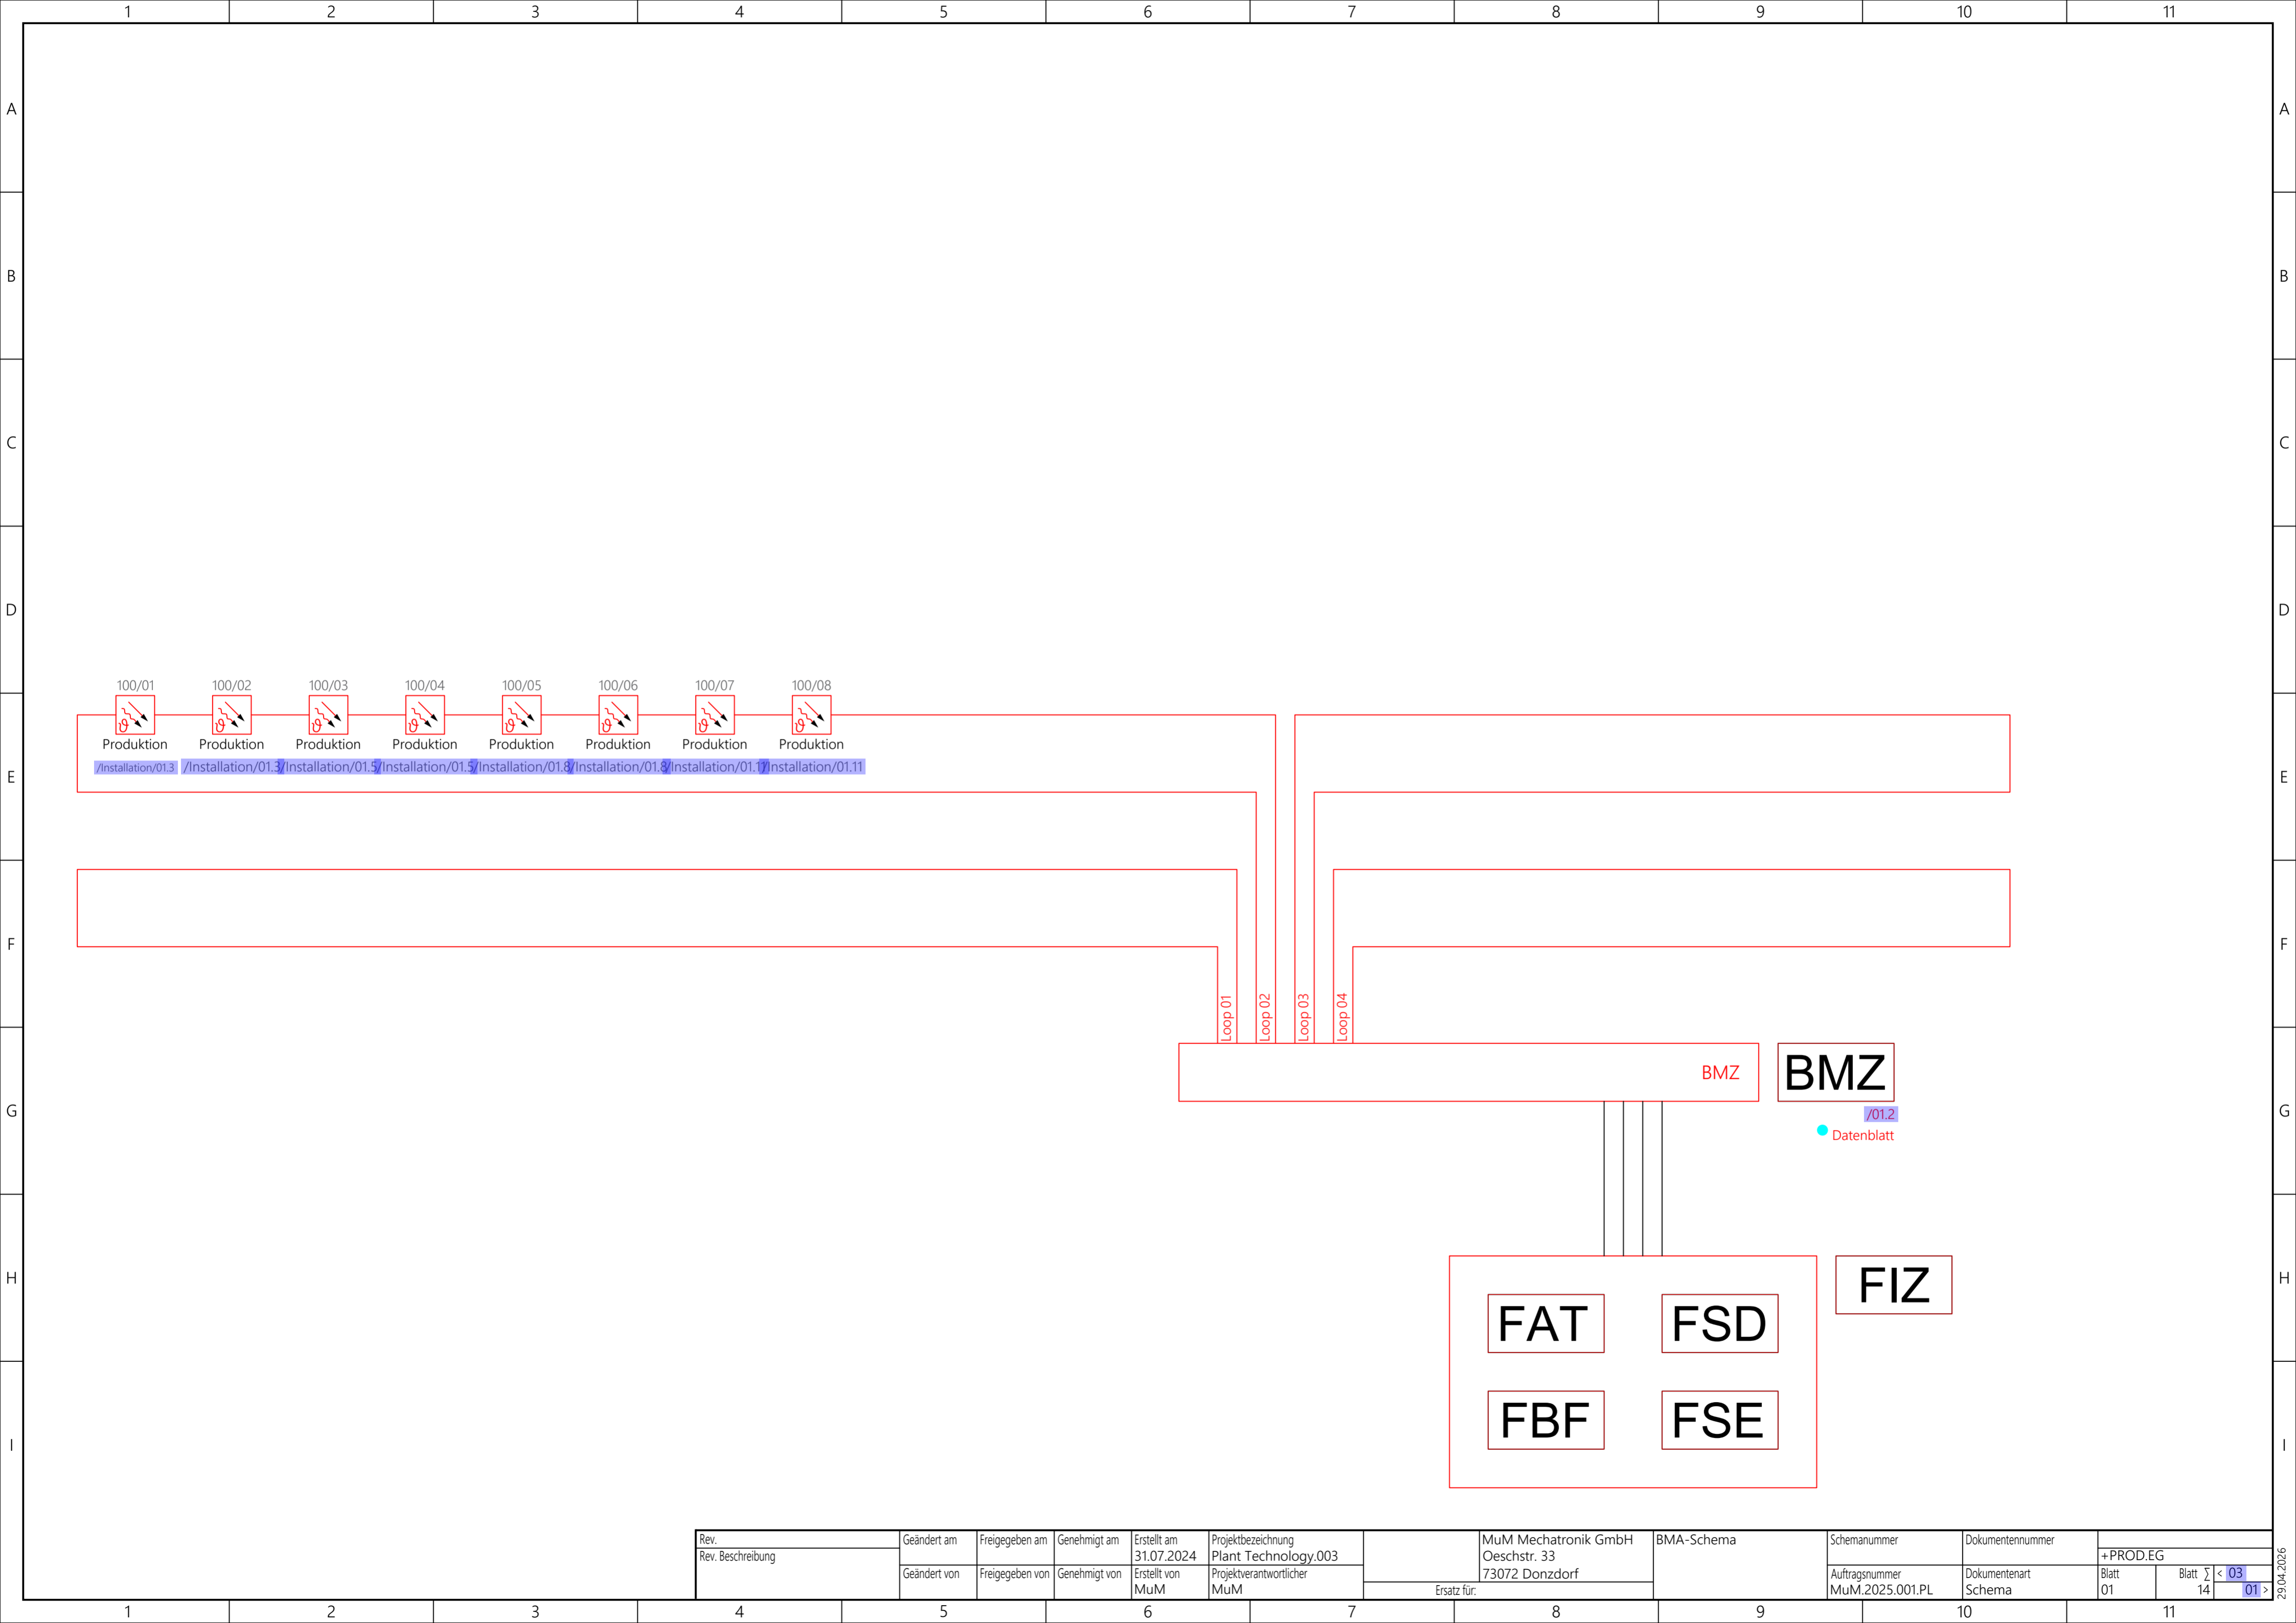 1 2 3 4 5 6 7 8 9 10 11
A A
B B
C C
D D
100/01 100/02 100/03 100/04 100/05 100/06 100/07 100/08
Produktion Produktion Produktion Produktion Produktion Produktion Produktion Produktion
/Installation/01.3 /Installation/01.3 /Installation/01.5 /Installation/01.5 /Installation/01.8 /Installation/01.8 /Installation/01.11 /Installation/01.11
E E
F F
Loop 01
Loop 02
Loop 03
Loop 04
BMZ
BMZ
G G
/01.2
Datenblatt
H H
FIZ
FAT FSD
FBF FSE
I I
Rev.
Rev. Beschreibung
Geändert am
Geändert von
Freigegeben am
Freigegeben von
Genehmigt am
Genehmigt von
Erstellt am
31.07.2024
Erstellt von
MuM
Projektbezeichnung
Plant Technology.003
Projektverantwortlicher
MuM
MuM Mechatronik GmbH
Oeschstr. 33
73072 Donzdorf
Ersatz für:
BMA-Schema
Schemanummer
Auftragsnummer
MuM.2025.001.PL
Dokumentennummer
Dokumentenart
Schema
+PROD.EG
Blatt
01
Blatt ∑
14
< 03
01 >
29.04.2026
1 2 3 4 5 6 7 8 9 10 11